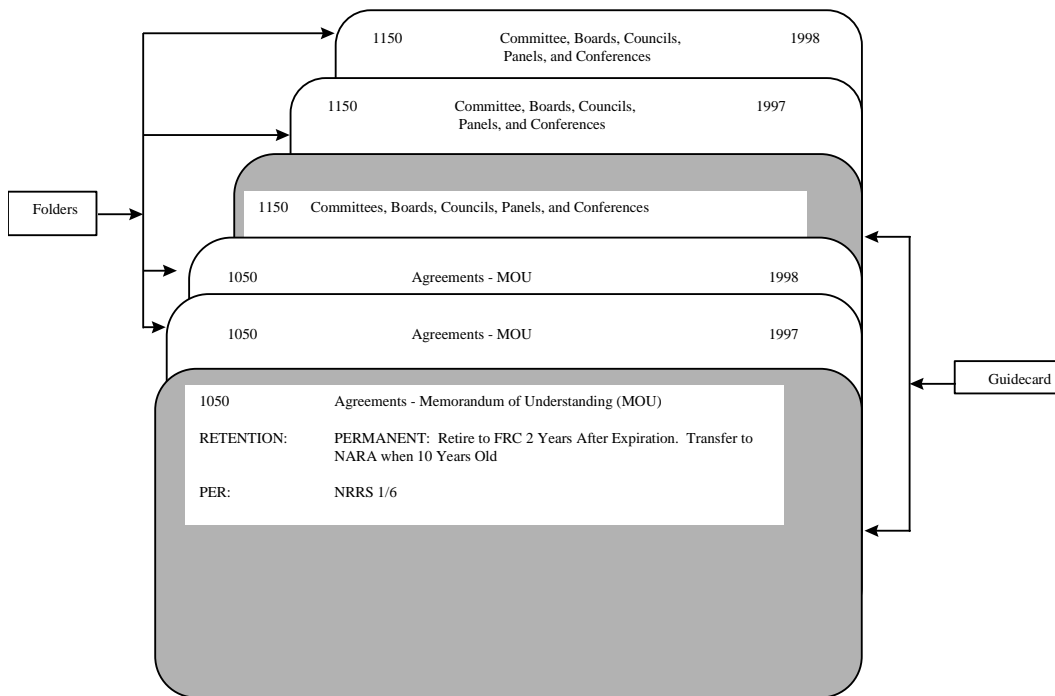 1150 Committee, Boards, Councils, 1998
Panels, and Conferences
1150 Committee, Boards, Councils, 1997
Panels, and Conferences
Folders
1150 Committees, Boards, Councils, Panels, and Conferences
1050 Agreements - MOU 1998
1050 Agreements - MOU 1997
Guidecard
1050 Agreements - Memorandum of Understanding (MOU)
RETENTION: PERMANENT: Retire to FRC 2 Years After Expiration. Transfer to
NARA when 10 Years Old
PER: NRRS 1/6